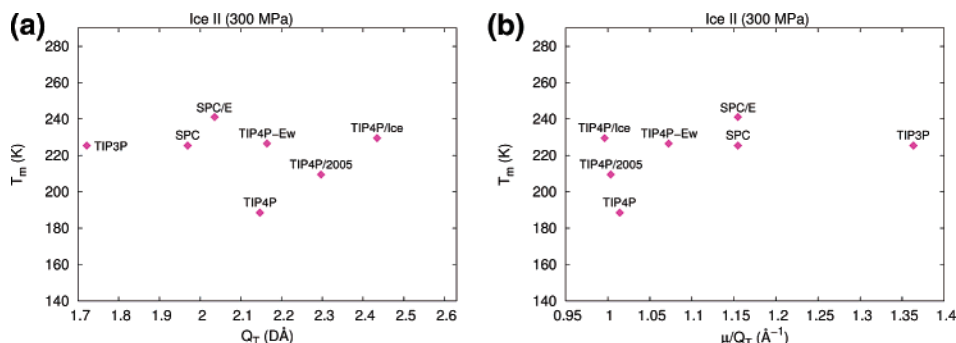 (a)
Ice II (300 MPa)
280
260
240
220
200
180
160
140
T_m (K)
SPC/E
TIP4P/Ice
TIP4P-Ew
SPC
TIP3P
TIP4P/2005
TIP4P
1.7 1.8 1.9 2 2.1 2.2 2.3 2.4 2.5 2.6
Q_T (DÅ)
(b)
Ice II (300 MPa)
280
260
240
220
200
180
160
140
T_m (K)
SPC/E
TIP4P/Ice
TIP4P-Ew
SPC
TIP3P
TIP4P/2005
TIP4P
0.95 1 1.05 1.1 1.15 1.2 1.25 1.3 1.35 1.4
μ/Q_T (Å⁻¹)